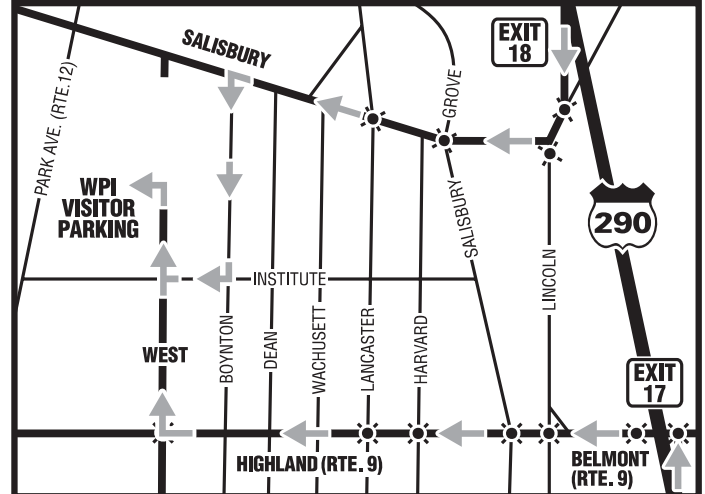 SALISBURY
EXIT
18
GROVE
PARK AVE. (RTE.12)
WPI
VISITOR
PARKING
290
SALISBURY
LINCOLN
INSTITUTE
WEST
BOYNTON
DEAN
WACHUSETT
LANCASTER
HARVARD
EXIT
17
HIGHLAND (RTE. 9)
BELMONT
(RTE. 9)